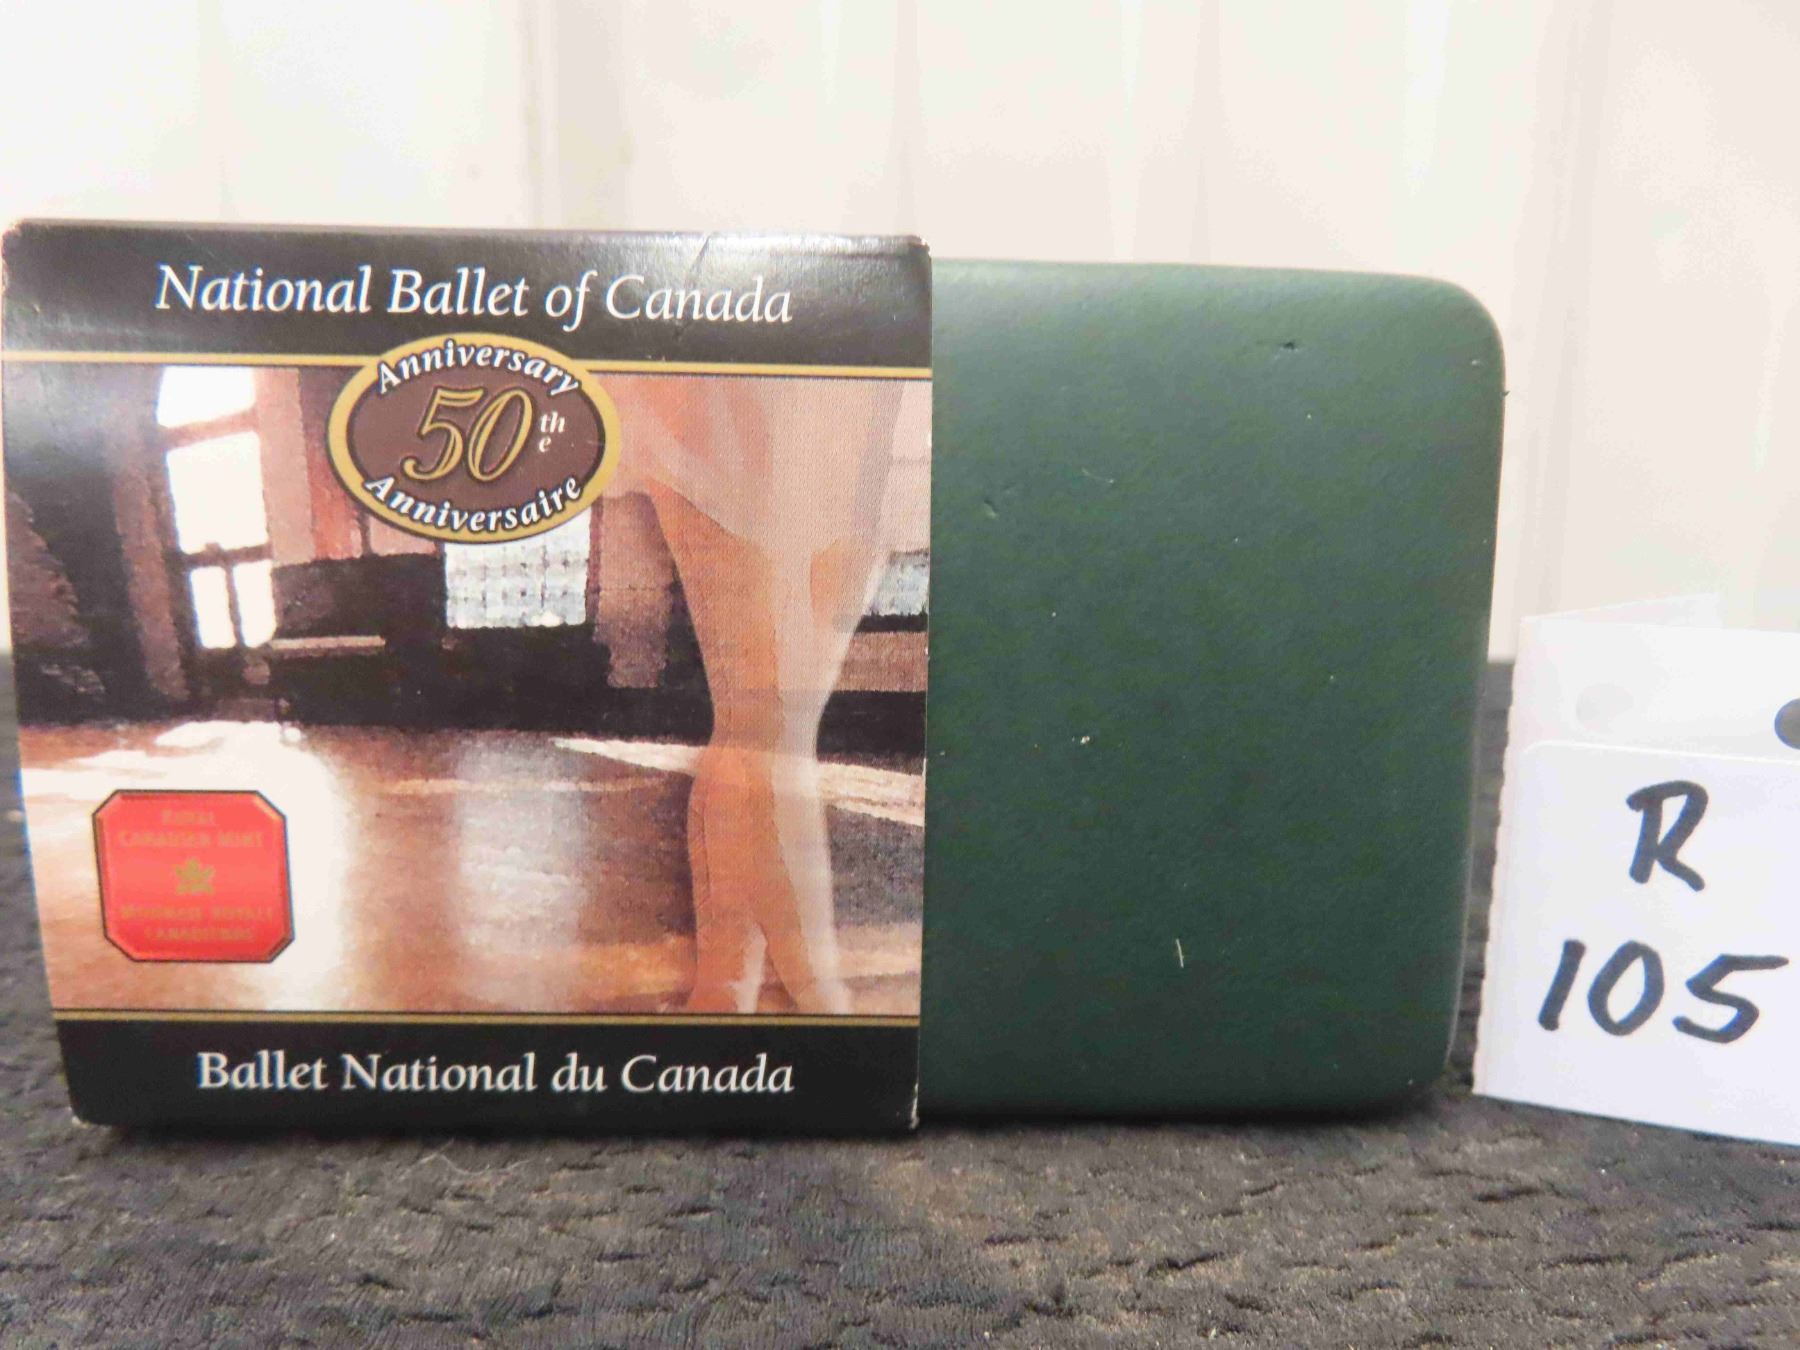 National Ballet of Canada
Anniversary
50th
e
Anniversaire
ROYAL
CANADIAN MINT
MONNAIE ROYALE
CANADIENNE
Ballet National du Canada
R
105